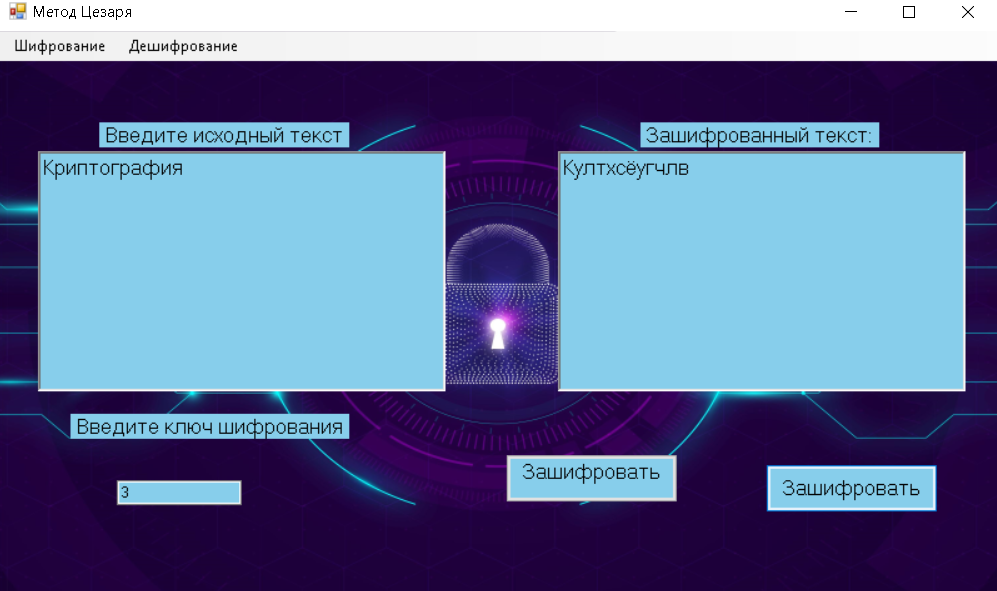 Метод Цезаря
Шифрование Дешифрование
Введите исходный текст
Зашифрованный текст:
Криптография
Култхсёугчлв
Введите ключ шифрования
3
Зашифровать
Зашифровать